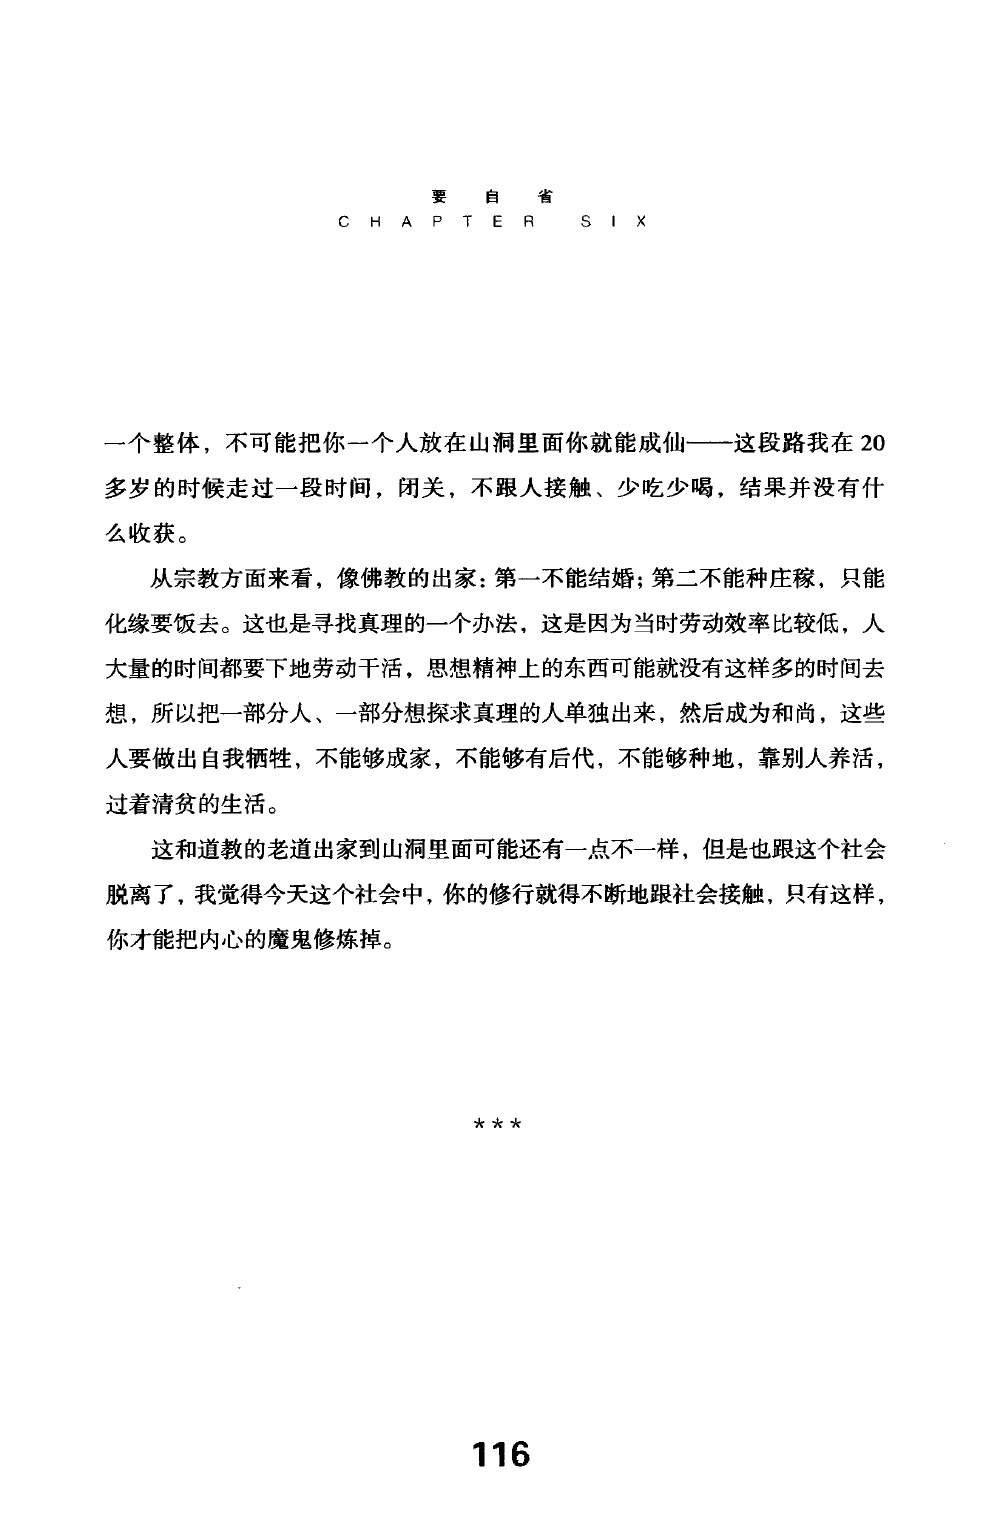 要自省
CHAPTER SIX
一个整体，不可能把你一个人放在山洞里面你就能成仙——这段路我在 20
多岁的时候走过一段时间，闭关，不跟人接触、少吃少喝，结果并没有什
么收获。
从宗教方面来看，像佛教的出家：第一不能结婚；第二不能种庄稼，只能
化缘要饭去。这也是寻找真理的一个办法，这是因为当时劳动效率比较低，人
大量的时间都要下地劳动干活，思想精神上的东西可能就没有这样多的时间去
想，所以把一部分人、一部分想探求真理的人单独出来，然后成为和尚，这些
人要做出自我牺牲，不能够成家，不能够有后代，不能够种地，靠别人养活，
过着清贫的生活。
这和道教的老道出家到山洞里面可能还有一点不一样，但是也跟这个社会
脱离了，我觉得今天这个社会中，你的修行就得不断地跟社会接触，只有这样，
你才能把内心的魔鬼修炼掉。
***
116